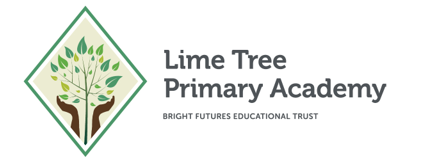 Lime Tree
Primary Academy
BRIGHT FUTURES EDUCATIONAL TRUST